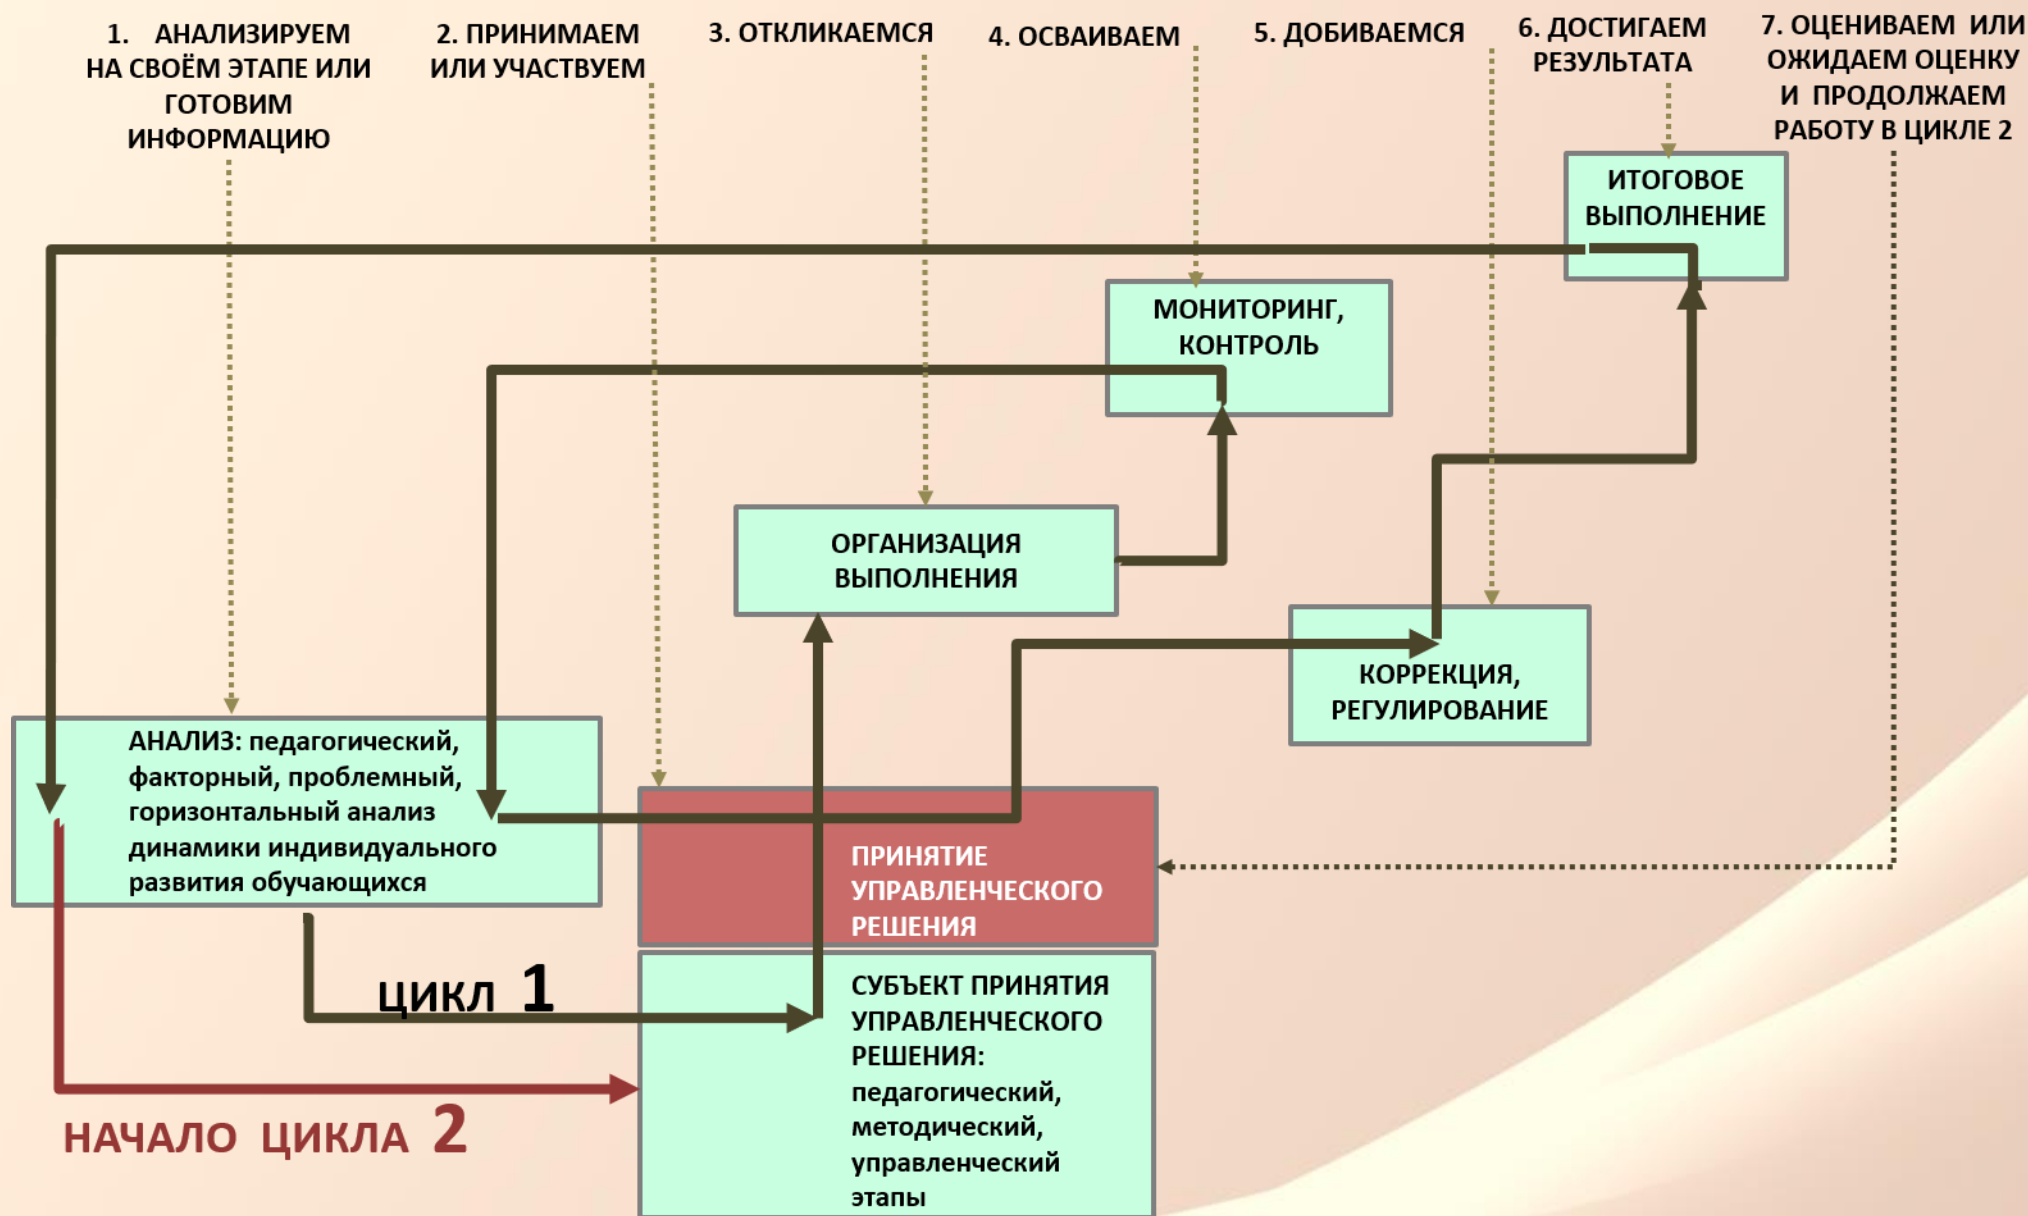 1. АНАЛИЗИРУЕМ
НА СВОЁМ ЭТАПЕ ИЛИ
ГОТОВИМ
ИНФОРМАЦИЮ
2. ПРИНИМАЕМ
ИЛИ УЧАСТВУЕМ
3. ОТКЛИКАЕМСЯ
4. ОСВАИВАЕМ
5. ДОБИВАЕМСЯ
6. ДОСТИГАЕМ
РЕЗУЛЬТАТА
7. ОЦЕНИВАЕМ ИЛИ
ОЖИДАЕМ ОЦЕНКУ
И ПРОДОЛЖАЕМ
РАБОТУ В ЦИКЛЕ 2
ИТОГОВОЕ
ВЫПОЛНЕНИЕ
МОНИТОРИНГ,
КОНТРОЛЬ
ОРГАНИЗАЦИЯ
ВЫПОЛНЕНИЯ
КОРРЕКЦИЯ,
РЕГУЛИРОВАНИЕ
АНАЛИЗ: педагогический,
факторный, проблемный,
горизонтальный анализ
динамики индивидуального
развития обучающихся
ПРИНЯТИЕ
УПРАВЛЕНЧЕСКОГО
РЕШЕНИЯ
ЦИКЛ 1
СУБЪЕКТ ПРИНЯТИЯ
УПРАВЛЕНЧЕСКОГО
РЕШЕНИЯ:
педагогический,
методический,
управленческий
этапы
НАЧАЛО ЦИКЛА 2